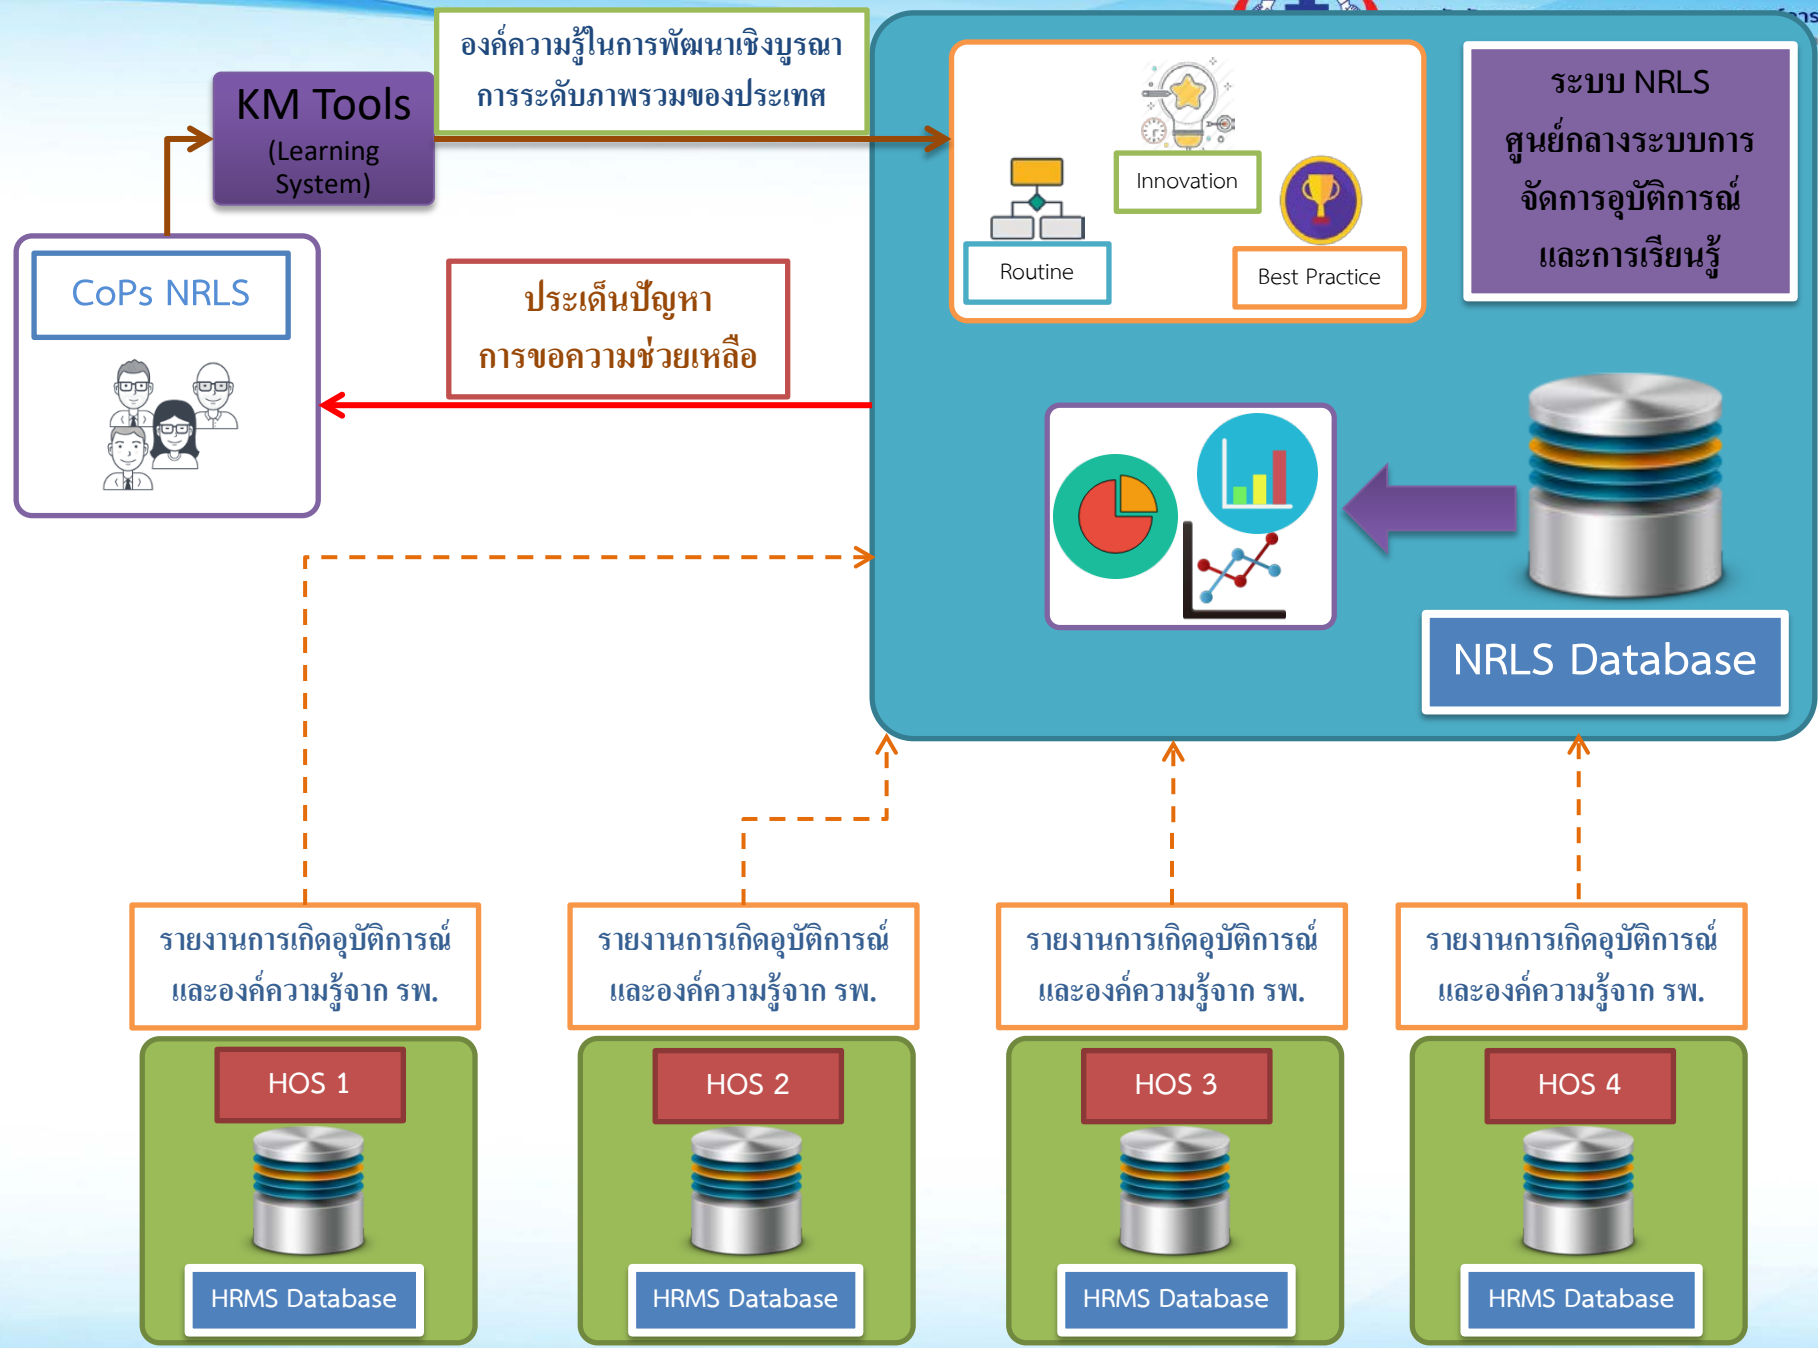 องค์ความรู้ในการพัฒนาเชิงบูรณา
การระดับภาพรวมของประเทศ
KM Tools
(Learning
System)
Innovation
Routine
Best Practice
ระบบ NRLS
ศูนย์กลางระบบการ
จัดการอุบัติการณ์
และการเรียนรู้
CoPs NRLS
ประเด็นปัญหา
การขอความช่วยเหลือ
NRLS Database
รายงานการเกิดอุบัติการณ์
และองค์ความรู้จาก รพ.
รายงานการเกิดอุบัติการณ์
และองค์ความรู้จาก รพ.
รายงานการเกิดอุบัติการณ์
และองค์ความรู้จาก รพ.
รายงานการเกิดอุบัติการณ์
และองค์ความรู้จาก รพ.
HOS 1
HOS 2
HOS 3
HOS 4
HRMS Database
HRMS Database
HRMS Database
HRMS Database